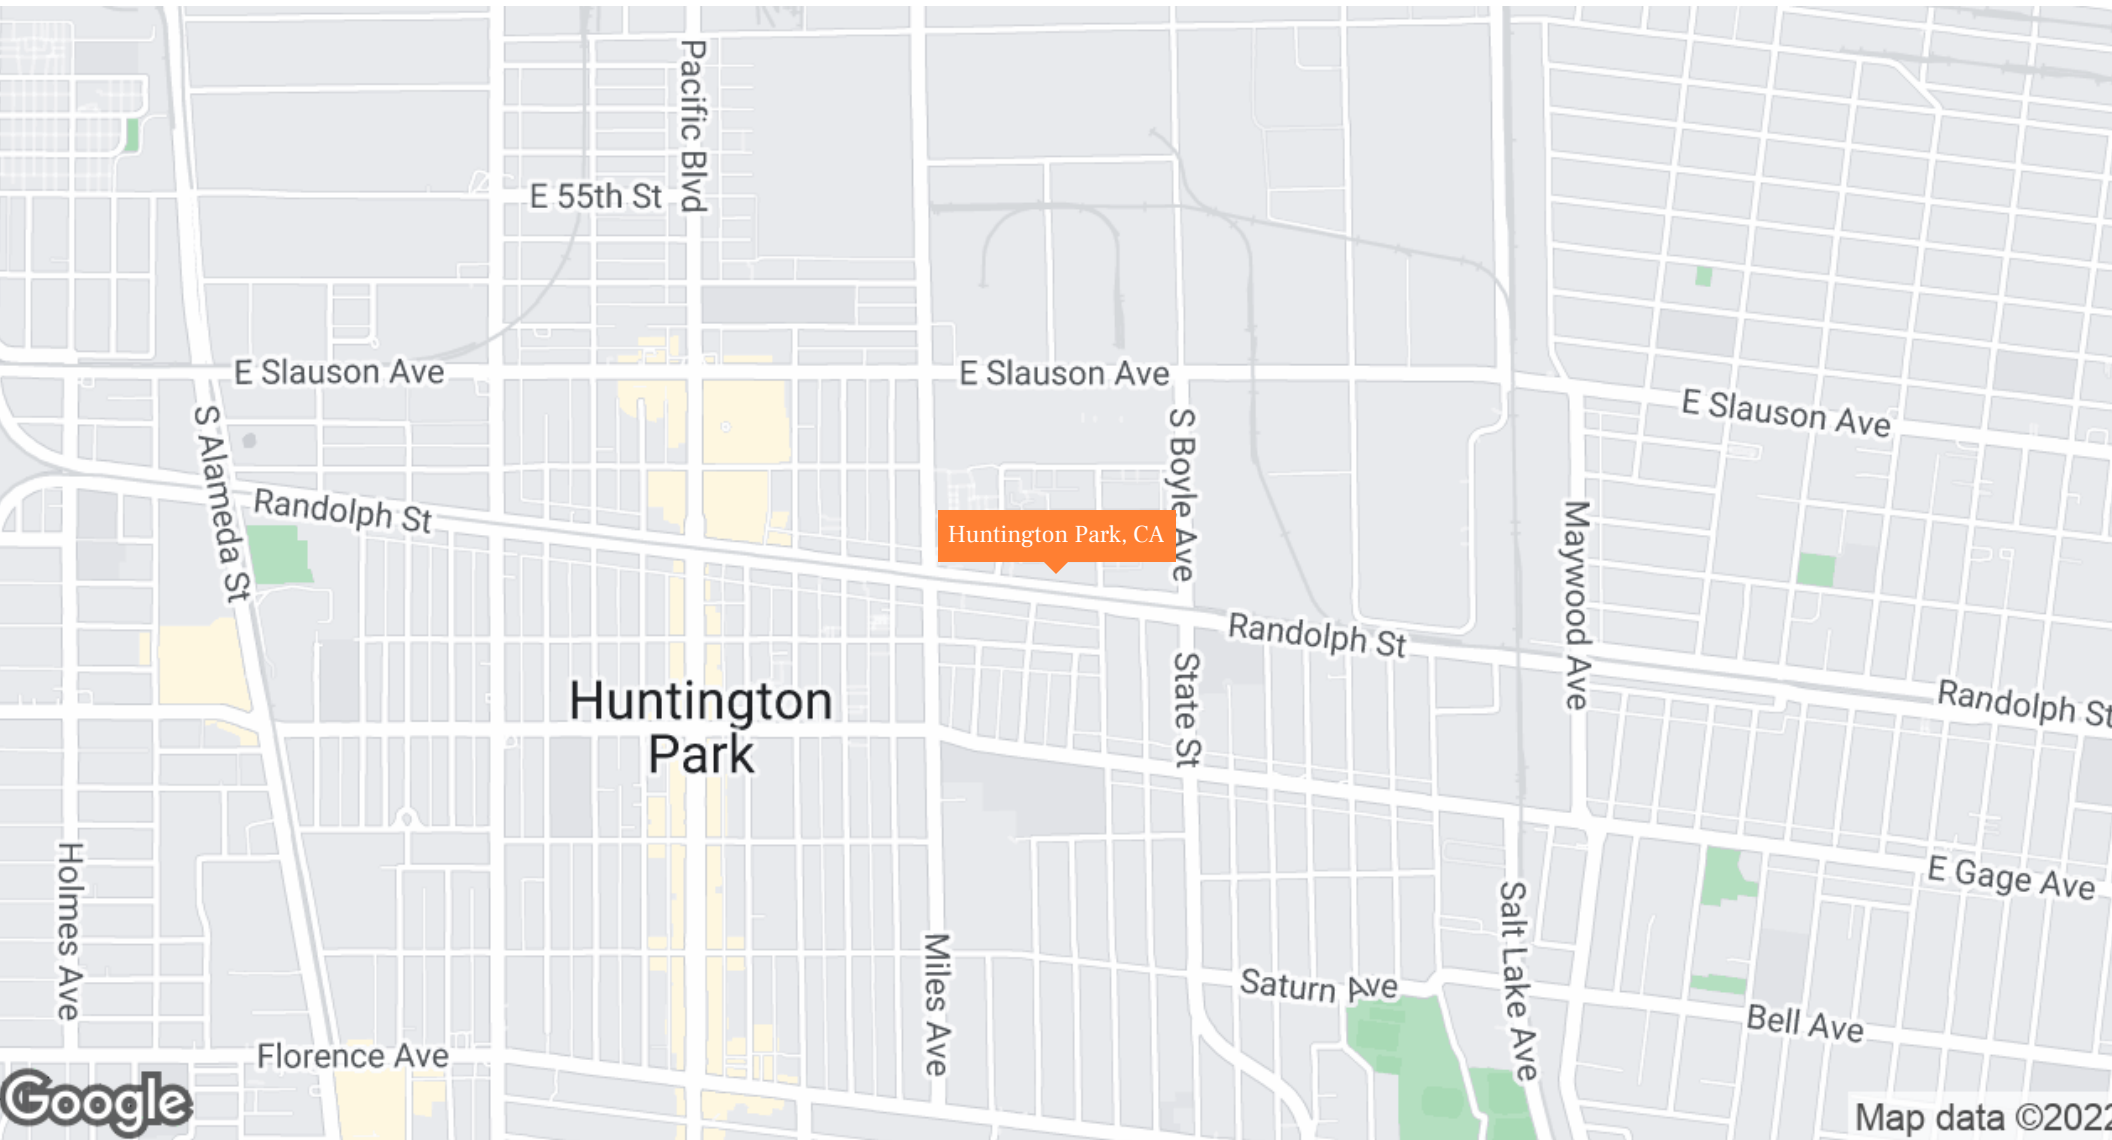 Pacific Blvd
E 55th St
E Slauson Ave
E Slauson Ave
E Slauson Ave
S Alameda St
S Boyle Ave
Randolph St
Huntington Park, CA
Maywood Ave
Randolph St
State St
Randolph St
Huntington
Park
Holmes Ave
E Gage Ave
Salt Lake Ave
Miles Ave
Saturn Ave
Bell Ave
Florence Ave
Google
Map data ©2022